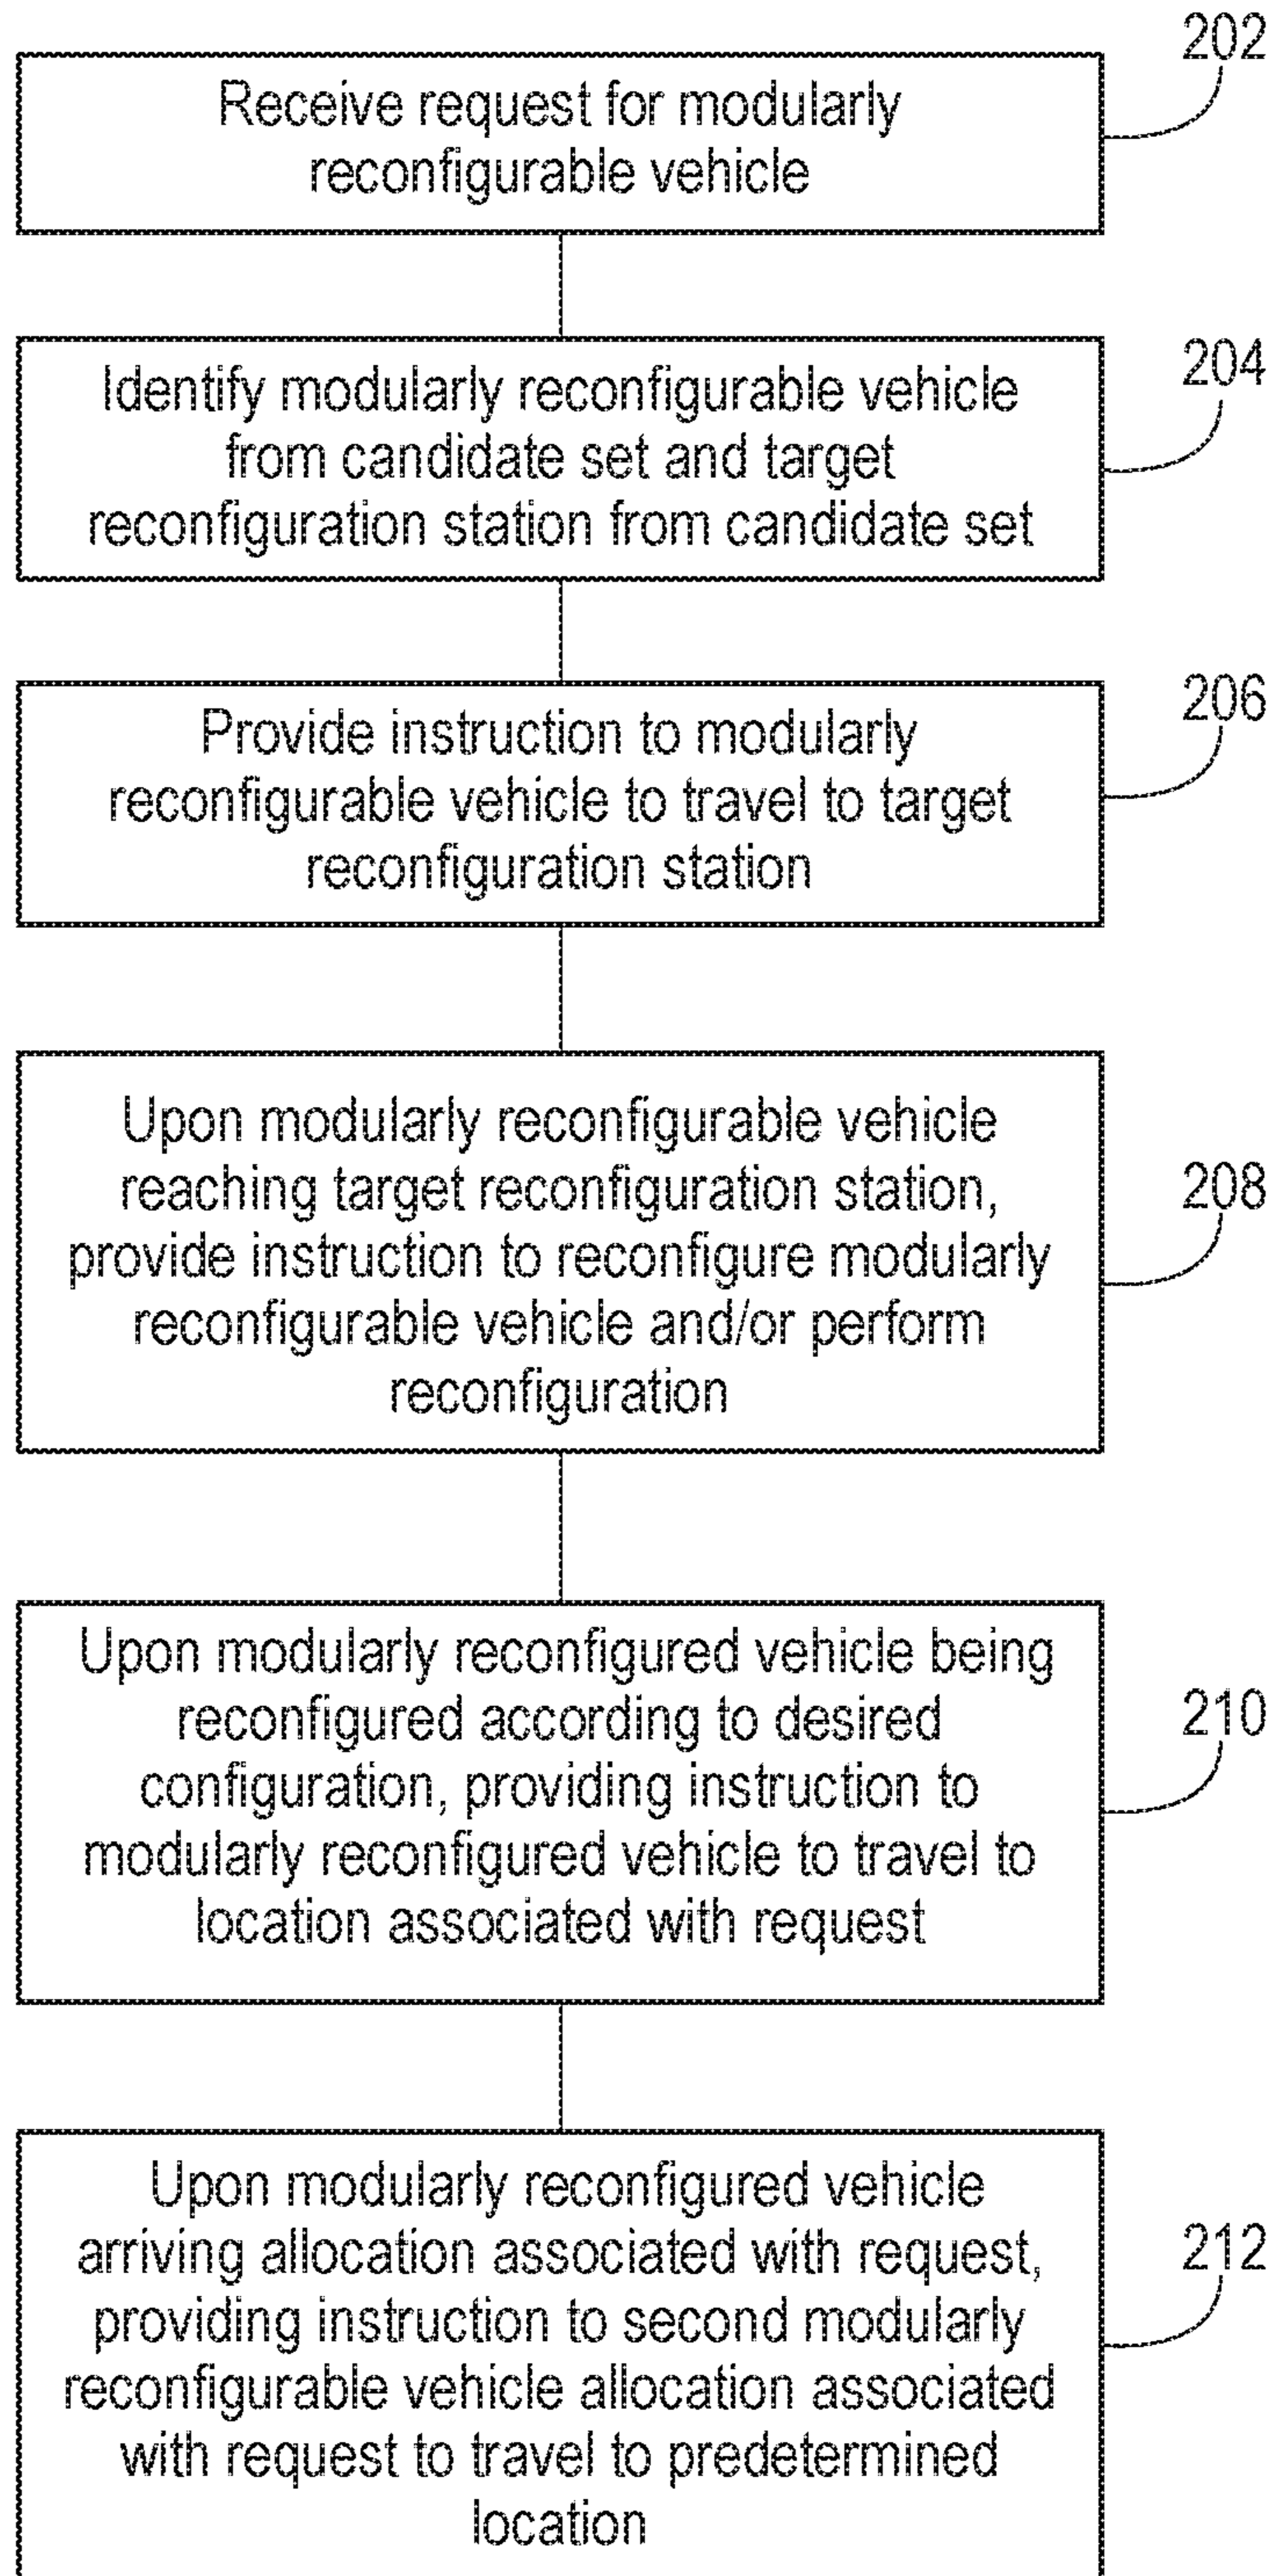 202
Receive request for modularly
reconfigurable vehicle
204
Identify modularly reconfigurable vehicle
from candidate set and target
reconfiguration station from candidate set
206
Provide instruction to modularly
reconfigurable vehicle to travel to target
reconfiguration station
208
Upon modularly reconfigurable vehicle
reaching target reconfiguration station,
provide instruction to reconfigure modularly
reconfigurable vehicle and/or perform
reconfiguration
210
Upon modularly reconfigured vehicle being
reconfigured according to desired
configuration, providing instruction to
modularly reconfigured vehicle to travel to
location associated with request
212
Upon modularly reconfigured vehicle
arriving allocation associated with request,
providing instruction to second modularly
reconfigurable vehicle allocation associated
with request to travel to predetermined
location